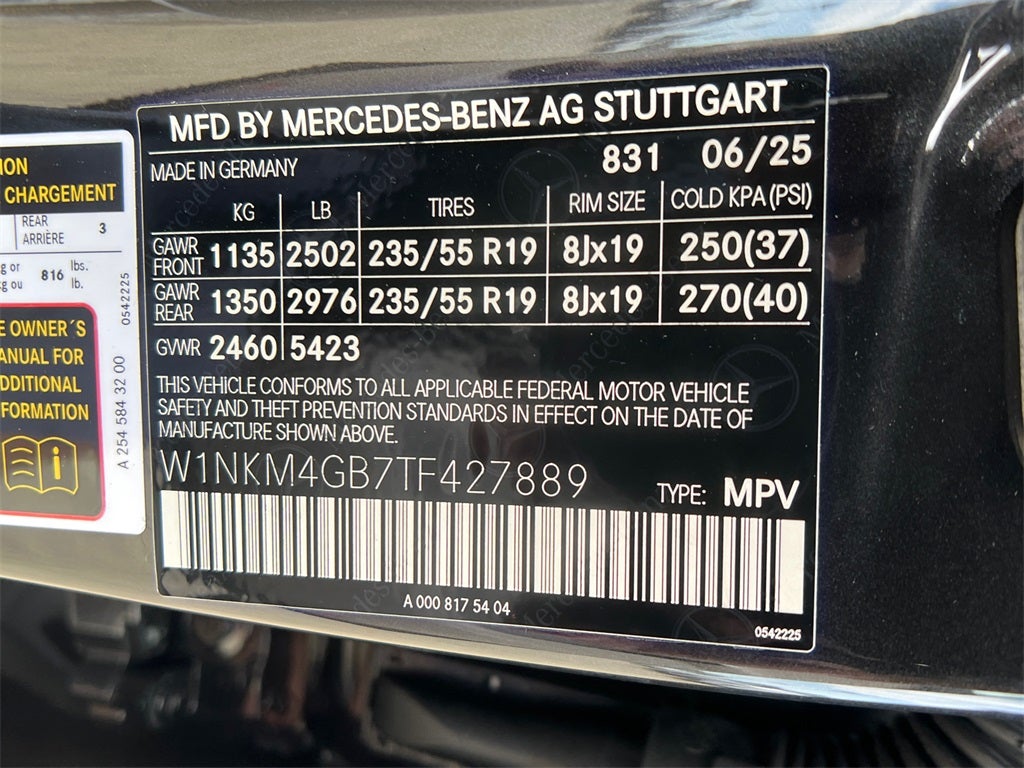 MFD BY MERCEDES-BENZ AG STUTTGART
MADE IN GERMANY 831 06/25
KG LB TIRES RIM SIZE COLD KPA (PSI)
GAWR FRONT 1135 2502 235/55 R19 8Jx19 250(37)
GAWR REAR 1350 2976 235/55 R19 8Jx19 270(40)
GVWR 2460 5423
THIS VEHICLE CONFORMS TO ALL APPLICABLE FEDERAL MOTOR VEHICLE
SAFETY AND THEFT PREVENTION STANDARDS IN EFFECT ON THE DATE OF
MANUFACTURE SHOWN ABOVE.
W1NKM4GB7TF427889
TYPE: MPV
A 000 817 54 04
0542225
CHARGEMENT
REAR 3
ARRIÈRE
or 816 lbs.
ou lb.
OWNER´S
FOR
A 254 584 32 00
0542225